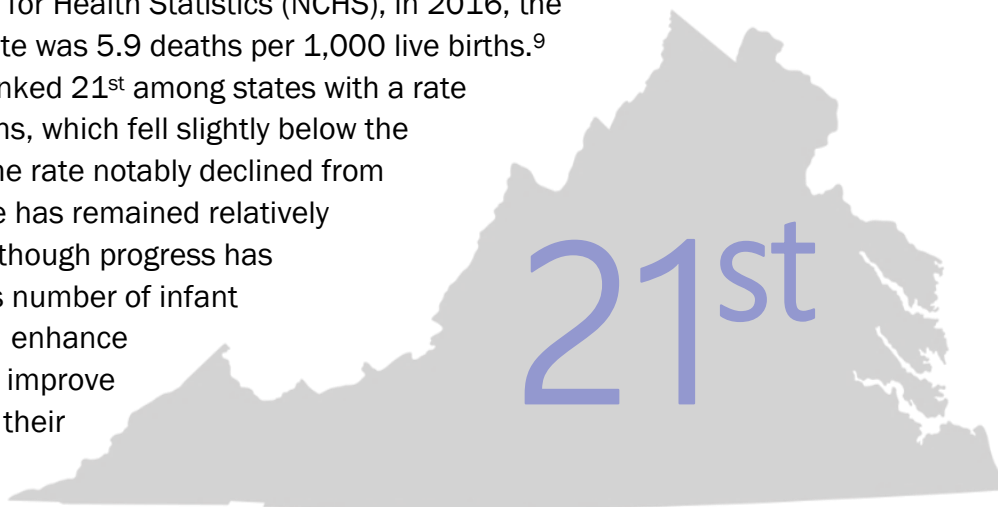 for Health Statistics (NCHS), in 2016, the
te was 5.9 deaths per 1,000 live births.9
nked 21st among states with a rate
ns, which fell slightly below the
ne rate notably declined from
e has remained relatively
though progress has
s number of infant
enhance
improve
their
21st